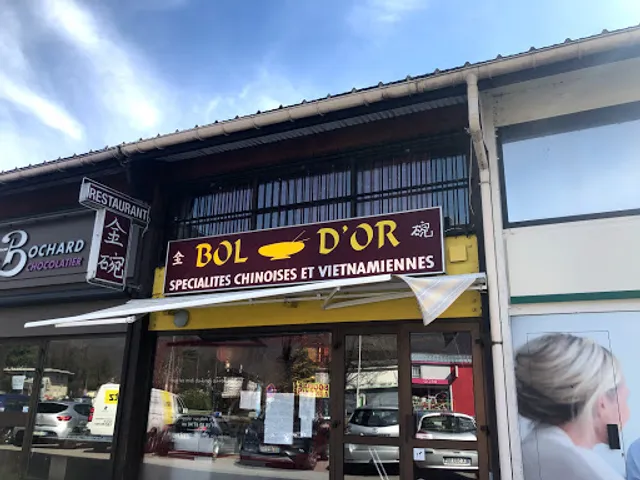 BOCHARD
CHOCOLATIER
RESTAURANT
金
碗
金 BOL D'OR 碗
SPECIALITES CHINOISES ET VIETNAMIENNES